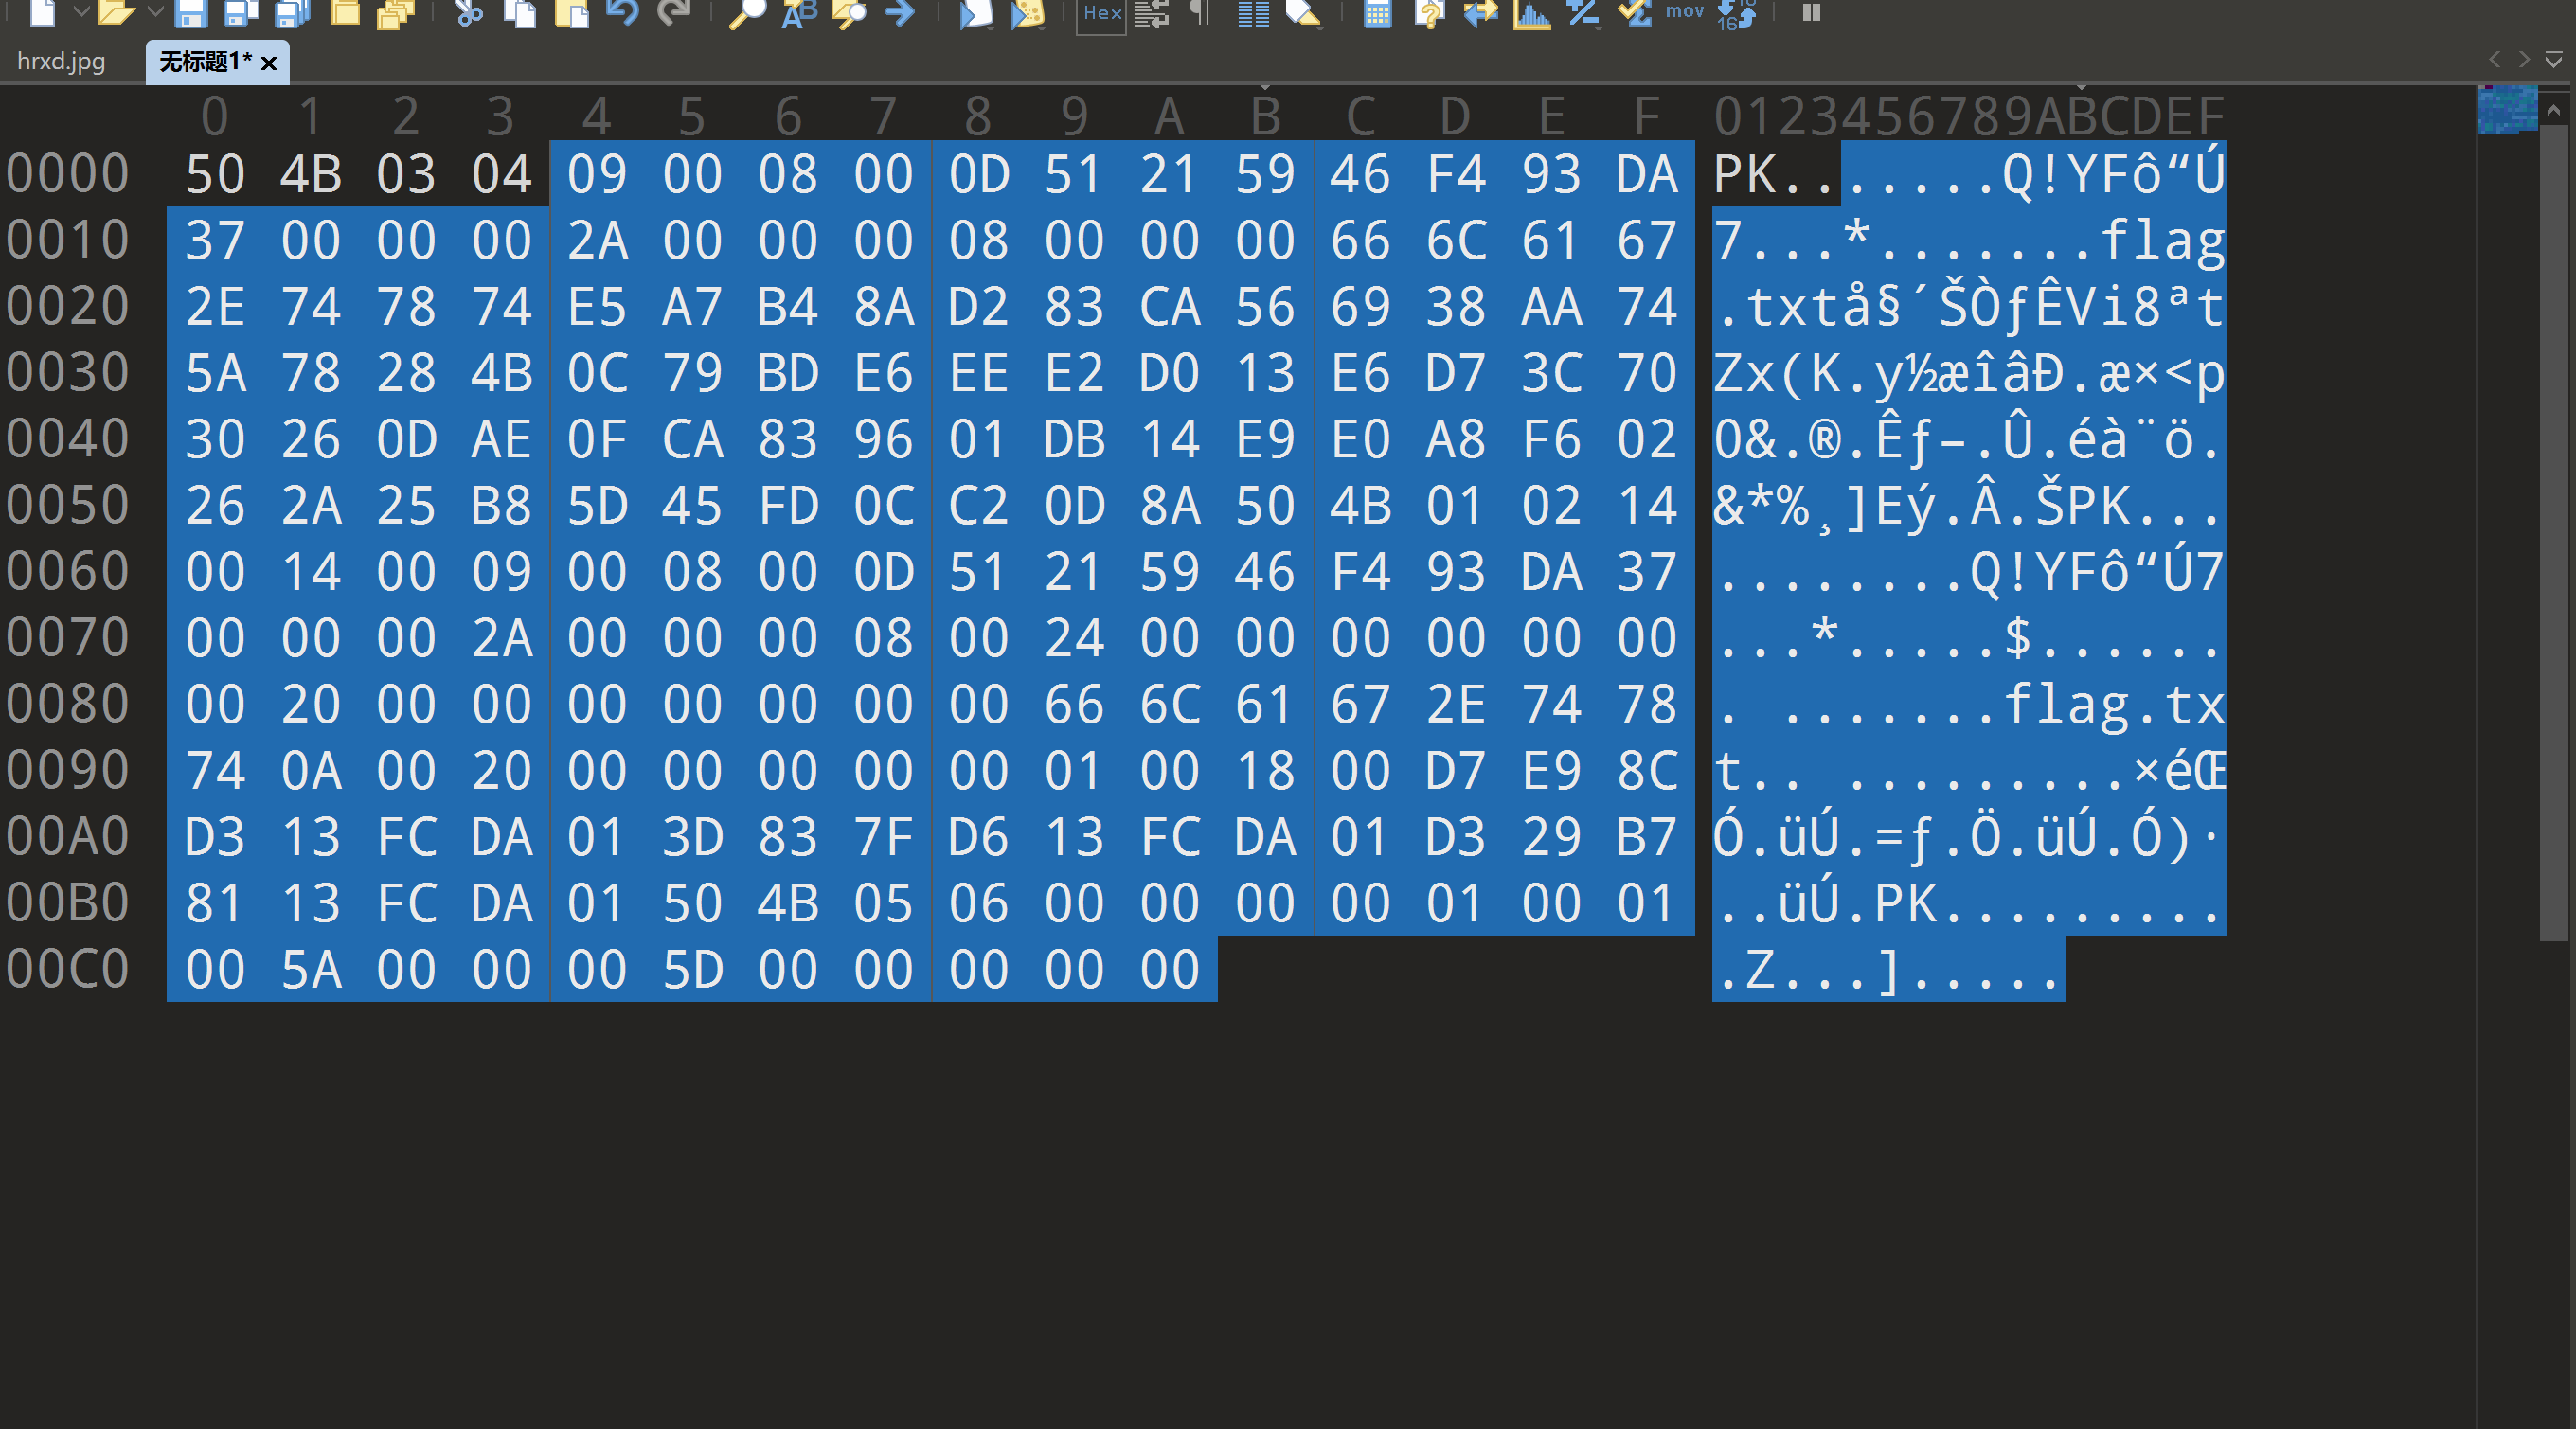 Hex mov
hrxd.jpg 无标题1*
0 1 2 3 4 5 6 7 8 9 A B C D E F 0123456789ABCDEF
0000 50 4B 03 04 09 00 08 00 0D 51 21 59 46 F4 93 DA PK.......Q!YFô“Ú
0010 37 00 00 00 2A 00 00 00 08 00 00 00 66 6C 61 67 7...*.......flag
0020 2E 74 78 74 E5 A7 B4 8A D2 83 CA 56 69 38 AA 74 .txtå§´ŠÒƒÊVi8ªt
0030 5A 78 28 4B 0C 79 BD E6 EE E2 D0 13 E6 D7 3C 70 Zx(K.y½æîâÐ.æ×<p
0040 30 26 0D AE 0F CA 83 96 01 DB 14 E9 E0 A8 F6 02 0&.®.Êƒ–.Û.éà¨ö.
0050 26 2A 25 B8 5D 45 FD 0C C2 0D 8A 50 4B 01 02 14 &*%¸]Eý.Â.ŠPK...
0060 00 14 00 09 00 08 00 0D 51 21 59 46 F4 93 DA 37 ........Q!YFô“Ú7
0070 00 00 00 2A 00 00 00 08 00 24 00 00 00 00 00 00 ...*.....$......
0080 00 20 00 00 00 00 00 00 00 66 6C 61 67 2E 74 78 . .......flag.tx
0090 74 0A 00 20 00 00 00 00 00 01 00 18 00 D7 E9 8C t.. .........×éŒ
00A0 D3 13 FC DA 01 3D 83 7F D6 13 FC DA 01 D3 29 B7 Ó.üÚ.=ƒ.Ö.üÚ.Ó)·
00B0 81 13 FC DA 01 50 4B 05 06 00 00 00 00 01 00 01 ..üÚ.PK.........
00C0 00 5A 00 00 00 5D 00 00 00 00 00 .Z...].....